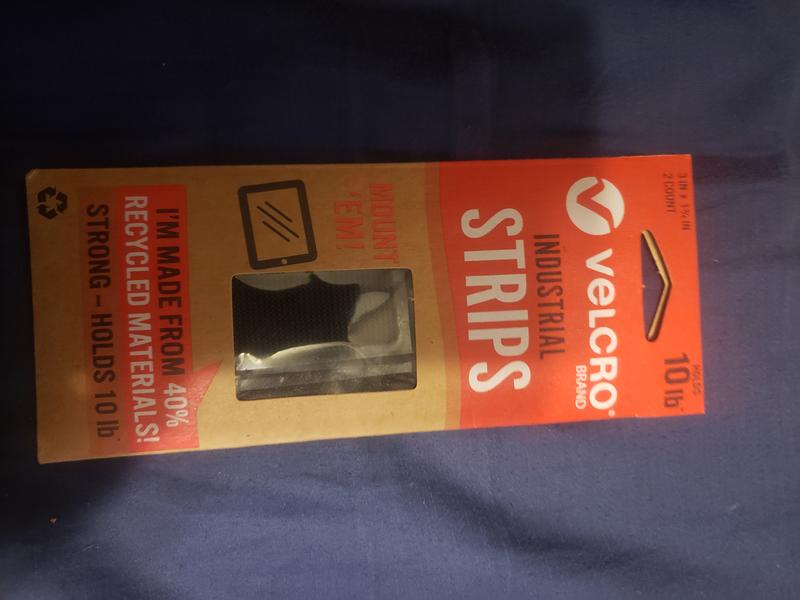 3 IN x 1¾ IN
2 COUNT
HOLDS
10 lb*
VELCRO®
BRAND
INDUSTRIAL
STRIPS
MOUNT
'EM!
I'M MADE FROM 40%
RECYCLED MATERIALS!
STRONG – HOLDS 10 lb*